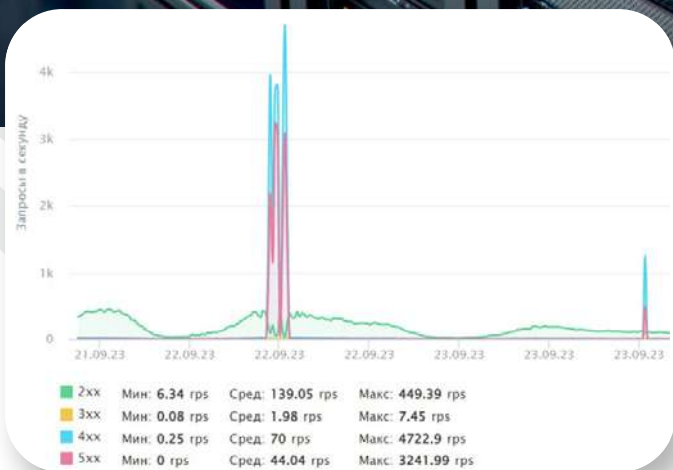 Запросы в секунду
4k
3k
2k
1k
0
21.09.23 22.09.23 22.09.23 22.09.23 23.09.23 23.09.23 23.09.23
2xx Мин: 6.34 rps Сред: 139.05 rps Макс: 449.39 rps
3xx Мин: 0.08 rps Сред: 1.98 rps Макс: 7.45 rps
4xx Мин: 0.25 rps Сред: 70 rps Макс: 4722.9 rps
5xx Мин: 0 rps Сред: 44.04 rps Макс: 3241.99 rps